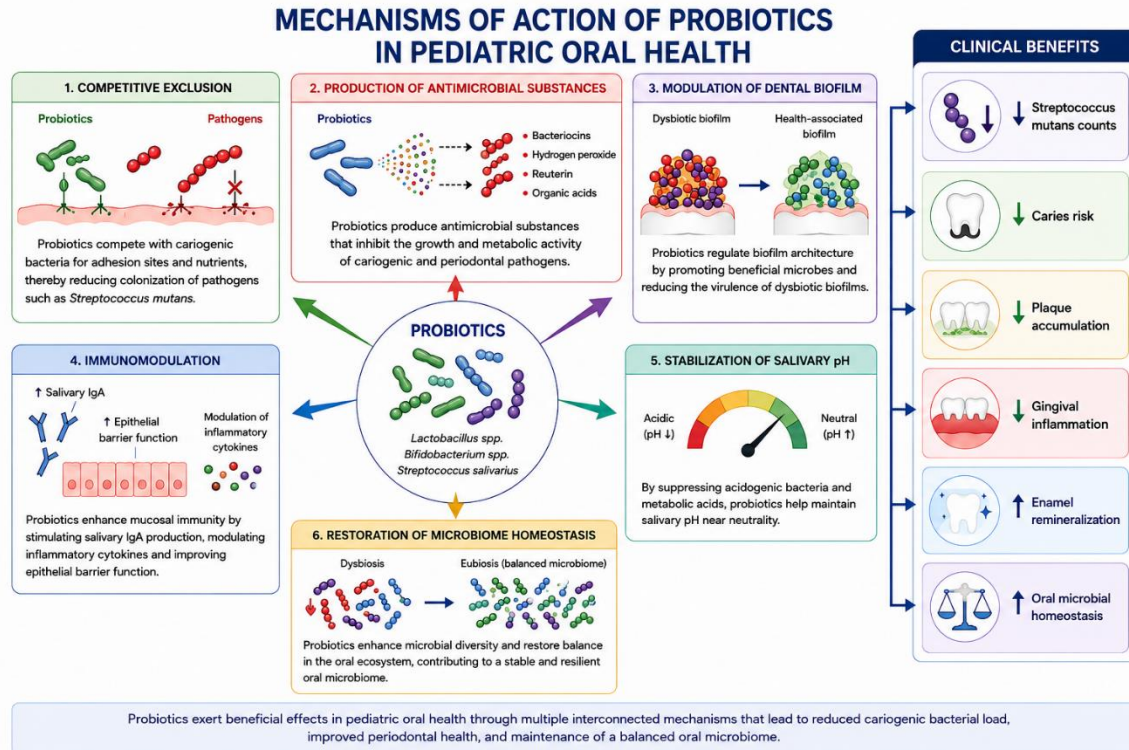 MECHANISMS OF ACTION OF PROBIOTICS
IN PEDIATRIC ORAL HEALTH
1. COMPETITIVE EXCLUSION
Probiotics
Pathogens
Probiotics compete with cariogenic
bacteria for adhesion sites and nutrients,
thereby reducing colonization of pathogens
such as Streptococcus mutans.
2. PRODUCTION OF ANTIMICROBIAL SUBSTANCES
Probiotics
• Bacteriocins
• Hydrogen peroxide
• Reuterin
• Organic acids
Probiotics produce antimicrobial substances
that inhibit the growth and metabolic activity
of cariogenic and periodontal pathogens.
3. MODULATION OF DENTAL BIOFILM
Dysbiotic biofilm
Health-associated
biofilm
Probiotics regulate biofilm architecture
by promoting beneficial microbes and
reducing the virulence of dysbiotic biofilms.
PROBIOTICS
Lactobacillus spp.
Bifidobacterium spp.
Streptococcus salivarius
4. IMMUNOMODULATION
↑ Salivary IgA
↑ Epithelial
barrier function
Modulation of
inflammatory
cytokines
Probiotics enhance mucosal immunity by
stimulating salivary IgA production, modulating
inflammatory cytokines and improving
epithelial barrier function.
5. STABILIZATION OF SALIVARY pH
Acidic
(pH ↓)
Neutral
(pH ↑)
By suppressing acidogenic bacteria and
metabolic acids, probiotics help maintain
salivary pH near neutrality.
6. RESTORATION OF MICROBIOME HOMEOSTASIS
Dysbiosis
Eubiosis (balanced microbiome)
Probiotics enhance microbial diversity and restore balance
in the oral ecosystem, contributing to a stable and resilient
oral microbiome.
CLINICAL BENEFITS
↓ Streptococcus
mutans counts
↓ Caries risk
↓ Plaque
accumulation
↓ Gingival
inflammation
↑ Enamel
remineralization
↑ Oral microbial
homeostasis
Probiotics exert beneficial effects in pediatric oral health through multiple interconnected mechanisms that lead to reduced cariogenic bacterial load,
improved periodontal health, and maintenance of a balanced oral microbiome.